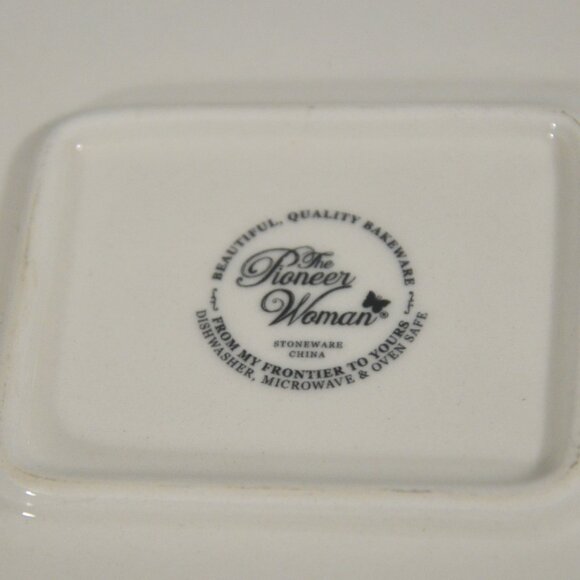 BEAUTIFUL, QUALITY BAKEWARE
The
Pioneer
Woman®
STONEWARE
CHINA
FROM MY FRONTIER TO YOURS
DISHWASHER, MICROWAVE & OVEN SAFE